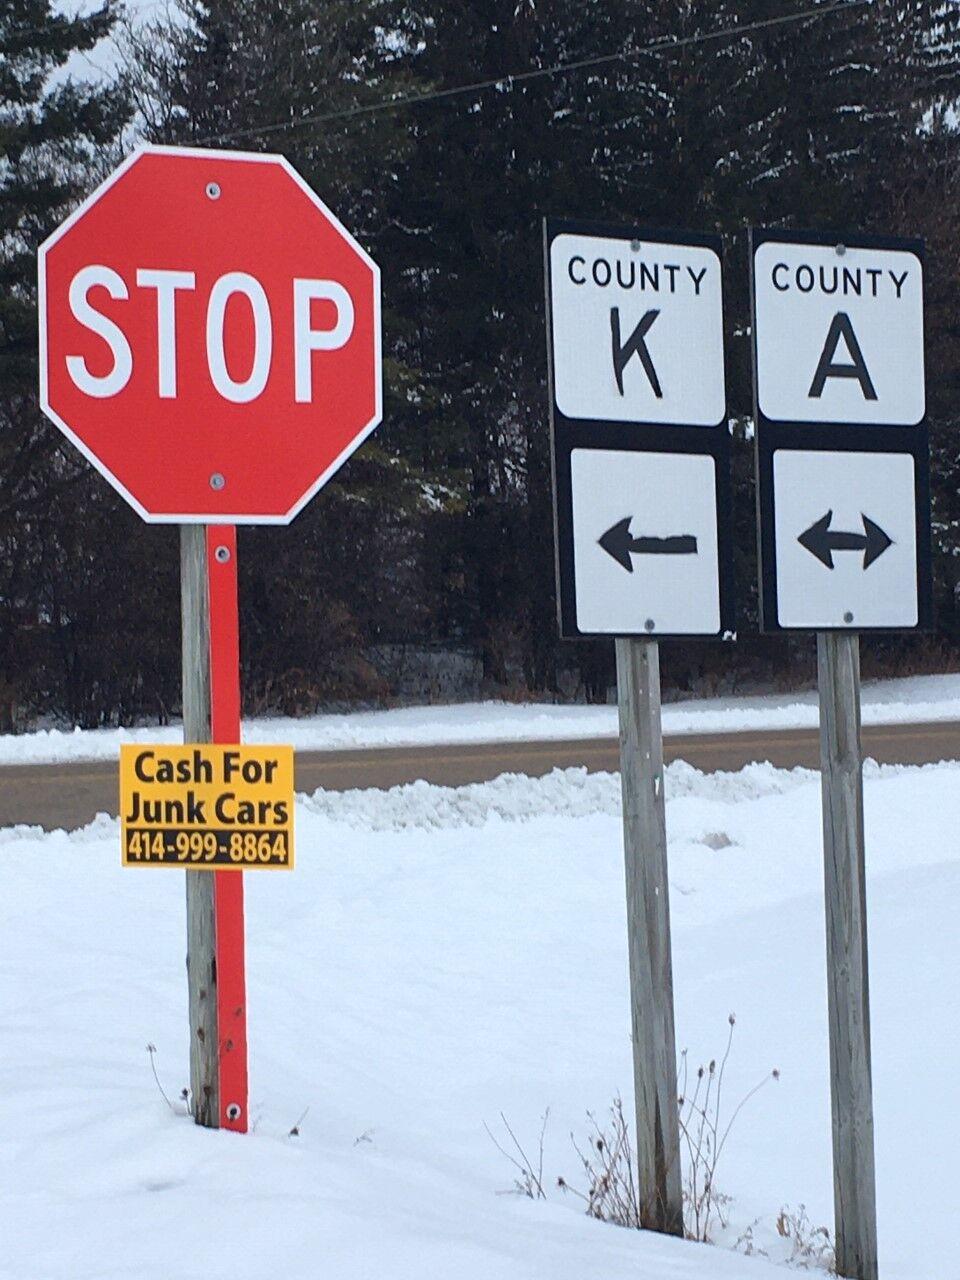 STOP
COUNTY
K
COUNTY
A
Cash For
Junk Cars
414-999-8864